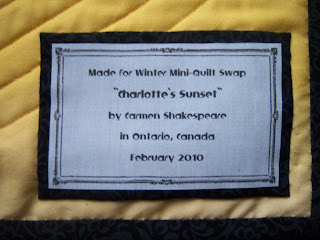 Made for Winter Mini-Quilt Swap
"Charlotte's Sunset"
by Carmen Shakespeare
in Ontario, Canada
February 2010